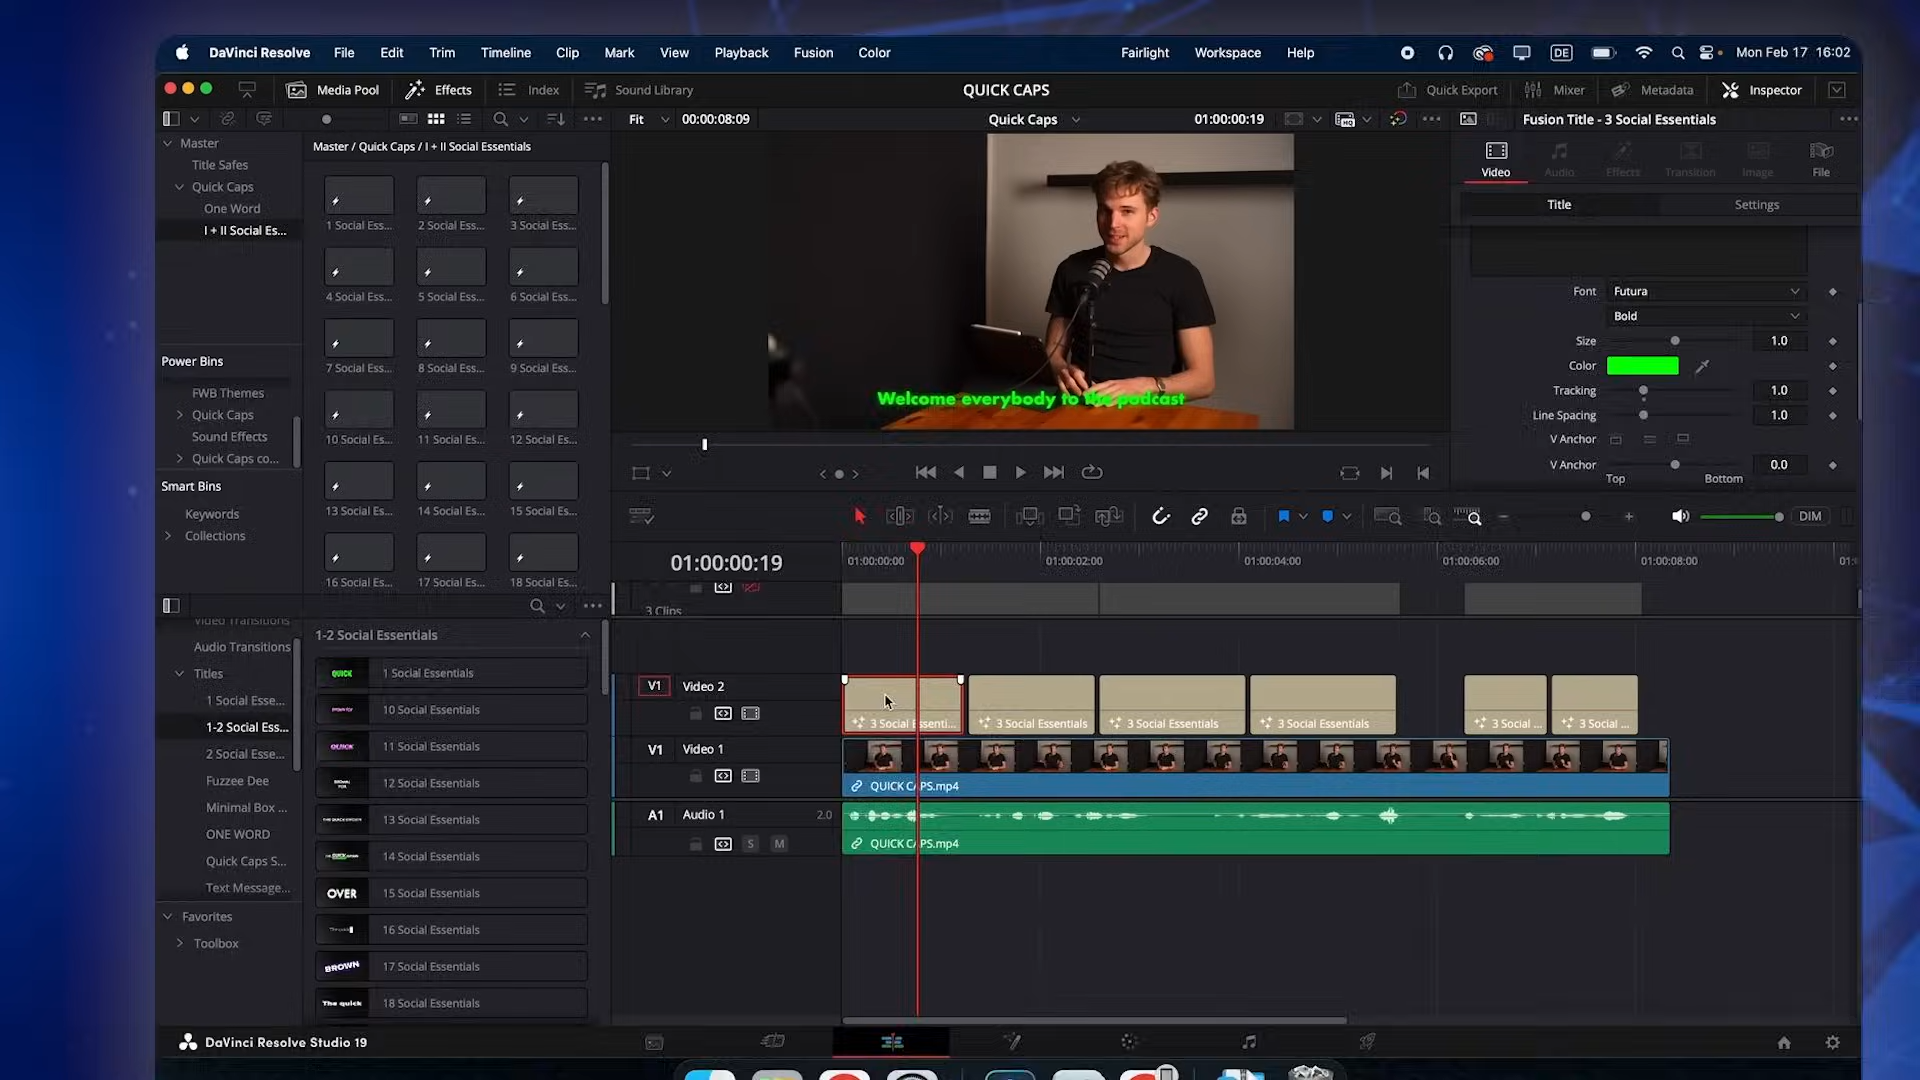 DaVinci Resolve File Edit Trim Timeline Clip Mark View Playback Fusion Color Fairlight Workspace Help DE Mon Feb 17 16:02
Media Pool Effects Index Sound Library QUICK CAPS Quick Export Mixer Metadata Inspector
Fit 00:00:08:09 Quick Caps 01:00:00:19 Fusion Title - 3 Social Essentials
Master
Title Safes
Quick Caps
One Word
I + II Social Es...
Master / Quick Caps / I + II Social Essentials
1 Social Ess... 2 Social Ess... 3 Social Ess...
4 Social Ess... 5 Social Ess... 6 Social Ess...
7 Social Ess... 8 Social Ess... 9 Social Ess...
10 Social Es... 11 Social Es... 12 Social Es...
13 Social Es... 14 Social Es... 15 Social Es...
16 Social Es... 17 Social Es... 18 Social Es...
Power Bins
FWB Themes
Quick Caps
Sound Effects
Quick Caps co...
Smart Bins
Keywords
Collections
Welcome everybody to the podcast
Video Audio Effects Transition Image File
Title Settings
Font Futura
Bold
Size 1.0
Color
Tracking 1.0
Line Spacing 1.0
V Anchor
V Anchor 0.0
Top Bottom
DIM
Video Transitions
Audio Transitions
Titles
1 Social Esse...
1-2 Social Ess...
2 Social Esse...
Fuzzee Dee
Minimal Box ...
ONE WORD
Quick Caps S...
Text Message...
Favorites
Toolbox
1-2 Social Essentials
QUICK 1 Social Essentials
10 Social Essentials
QUICK 11 Social Essentials
12 Social Essentials
13 Social Essentials
14 Social Essentials
OVER 15 Social Essentials
16 Social Essentials
BROWN 17 Social Essentials
The quick 18 Social Essentials
01:00:00:19 01:00:00:00 01:00:02:00 01:00:04:00 01:00:06:00 01:00:08:00 01:
3 Clips
V1 Video 2
3 Social Essenti... 3 Social Essentials 3 Social Essentials 3 Social Essentials 3 Social ... 3 Social ...
V1 Video 1
QUICK CAPS.mp4
A1 Audio 1 2.0
S M
QUICK CAPS.mp4
DaVinci Resolve Studio 19